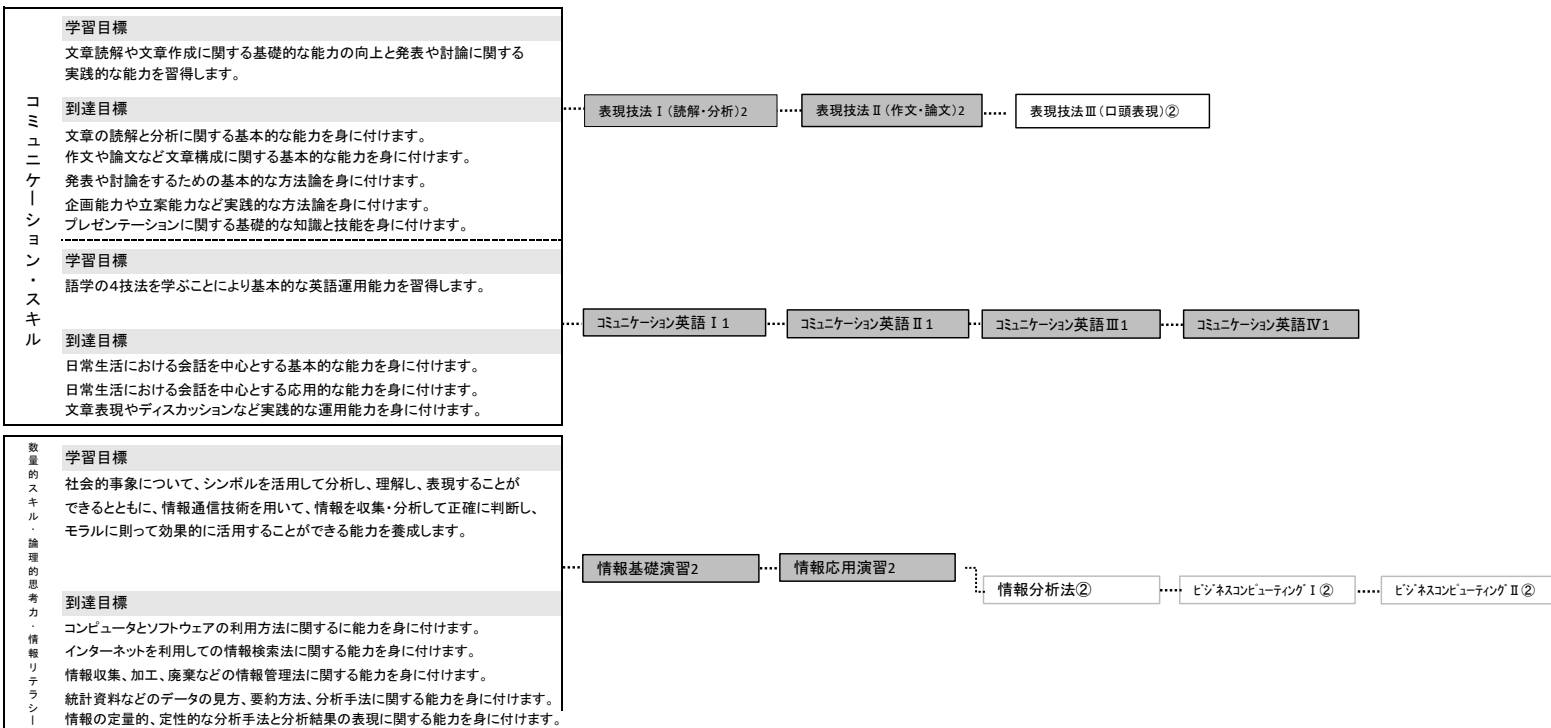 コミュニケーション・スキル
学習目標
文章読解や文章作成に関する基礎的な能力の向上と発表や討論に関する
実践的な能力を習得します。
到達目標
文章の読解と分析に関する基本的な能力を身に付けます。
作文や論文など文章構成に関する基本的な能力を身に付けます。
発表や討論をするための基本的な方法論を身に付けます。
企画能力や立案能力など実践的な方法論を身に付けます。
プレゼンテーションに関する基礎的な知識と技能を身に付けます。
表現技法Ⅰ(読解・分析)2
表現技法Ⅱ(作文・論文)2
表現技法Ⅲ(口頭表現)②
学習目標
語学の4技法を学ぶことにより基本的な英語運用能力を習得します。
到達目標
日常生活における会話を中心とする基本的な能力を身に付けます。
日常生活における会話を中心とする応用的な能力を身に付けます。
文章表現やディスカッションなど実践的な運用能力を身に付けます。
ｺﾐｭﾆｹｰｼｮﾝ英語Ⅰ1
ｺﾐｭﾆｹｰｼｮﾝ英語Ⅱ1
ｺﾐｭﾆｹｰｼｮﾝ英語Ⅲ1
ｺﾐｭﾆｹｰｼｮﾝ英語Ⅳ1
数量的スキル・論理的思考力・情報リテラシー
学習目標
社会的事象について、シンボルを活用して分析し、理解し、表現することが
できるとともに、情報通信技術を用いて、情報を収集・分析して正確に判断し、
モラルに則って効果的に活用することができる能力を養成します。
到達目標
コンピュータとソフトウェアの利用方法に関するに能力を身に付けます。
インターネットを利用しての情報検索法に関する能力を身に付けます。
情報収集、加工、廃棄などの情報管理法に関する能力を身に付けます。
統計資料などのデータの見方、要約方法、分析手法に関する能力を身に付けます。
情報の定量的、定性的な分析手法と分析結果の表現に関する能力を身に付けます。
情報基礎演習2
情報応用演習2
情報分析法②
ﾋﾞｼﾞﾈｽｺﾝﾋﾟｭｰﾃｨﾝｸﾞⅠ②
ﾋﾞｼﾞﾈｽｺﾝﾋﾟｭｰﾃｨﾝｸﾞⅡ②